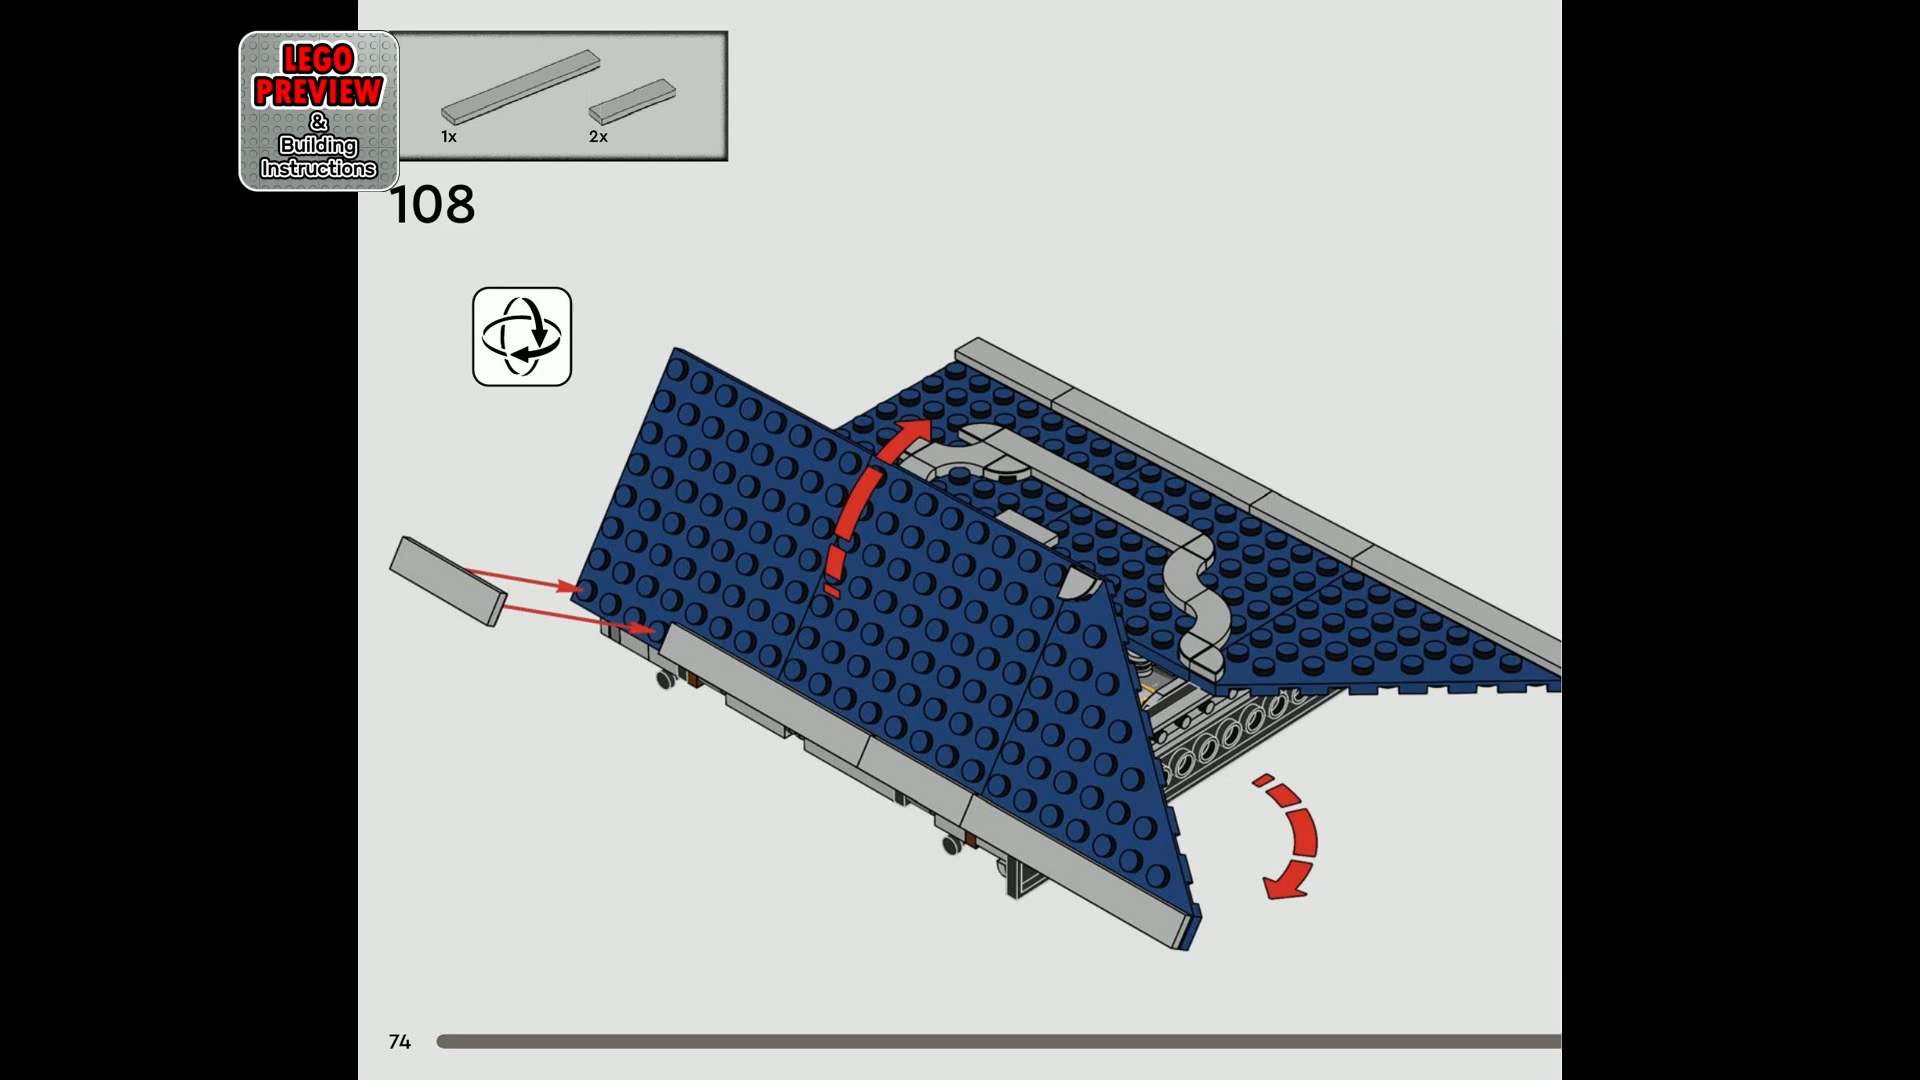 LEGO
PREVIEW
&
Building
Instructions
1x
2x
108
74